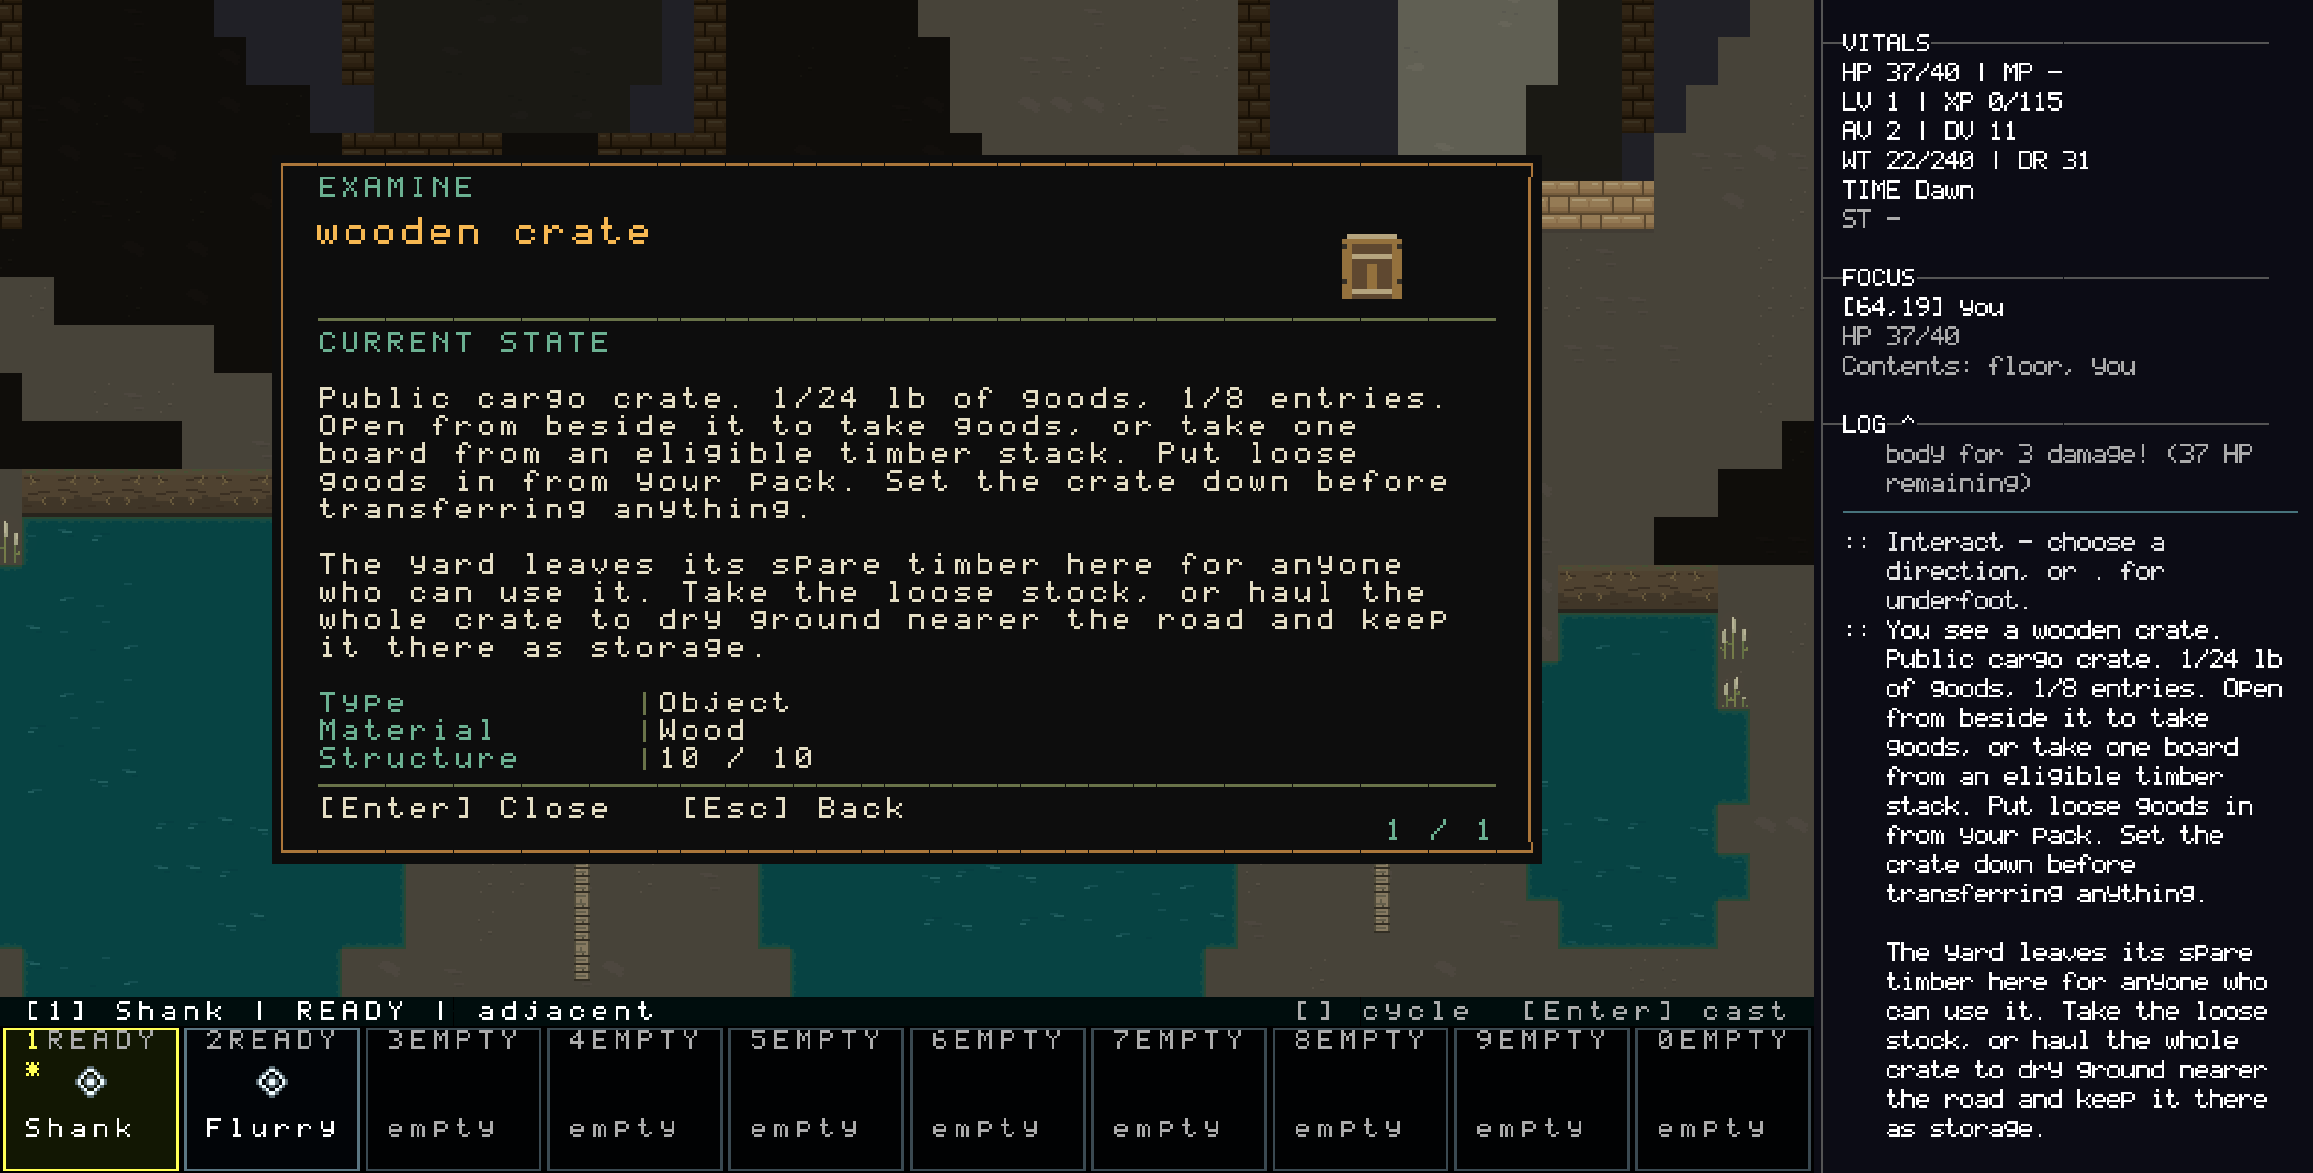 EXAMINE
wooden crate
CURRENT STATE
Public cargo crate. 1/24 lb of goods, 1/8 entries.
Open from beside it to take goods, or take one
board from an eligible timber stack. Put loose
goods in from your pack. Set the crate down before
transferring anything.
The yard leaves its spare timber here for anyone
who can use it. Take the loose stock, or haul the
whole crate to dry ground nearer the road and keep
it there as storage.
Type | Object
Material | Wood
Structure | 10 / 10
[Enter] Close [Esc] Back
1 / 1
[1] Shank | READY | adjacent
[] cycle [Enter] cast
1READY 2READY 3EMPTY 4EMPTY 5EMPTY 6EMPTY 7EMPTY 8EMPTY 9EMPTY 0EMPTY
*
Shank Flurry empty empty empty empty empty empty empty empty
VITALS
HP 37/40 | MP -
LV 1 | XP 0/115
AV 2 | DV 11
WT 22/240 | DR 31
TIME Dawn
ST -
FOCUS
[64,19] You
HP 37/40
Contents: floor, You
LOG ^
body for 3 damage! (37 HP
remaining)
:: Interact - choose a
direction, or . for
underfoot.
:: You see a wooden crate.
Public cargo crate. 1/24 lb
of goods, 1/8 entries. Open
from beside it to take
goods, or take one board
from an eligible timber
stack. Put loose goods in
from your pack. Set the
crate down before
transferring anything.
The yard leaves its spare
timber here for anyone who
can use it. Take the loose
stock, or haul the whole
crate to dry ground nearer
the road and keep it there
as storage.